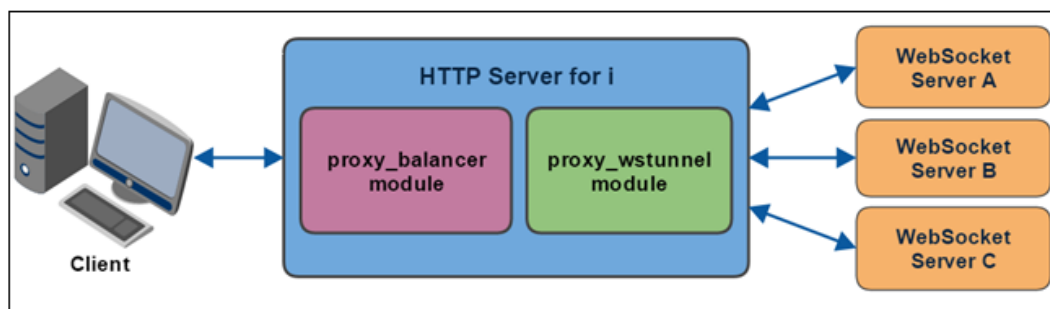 HTTP Server for i
proxy_balancer
module
proxy_wstunnel
module
Client
WebSocket
Server A
WebSocket
Server B
WebSocket
Server C